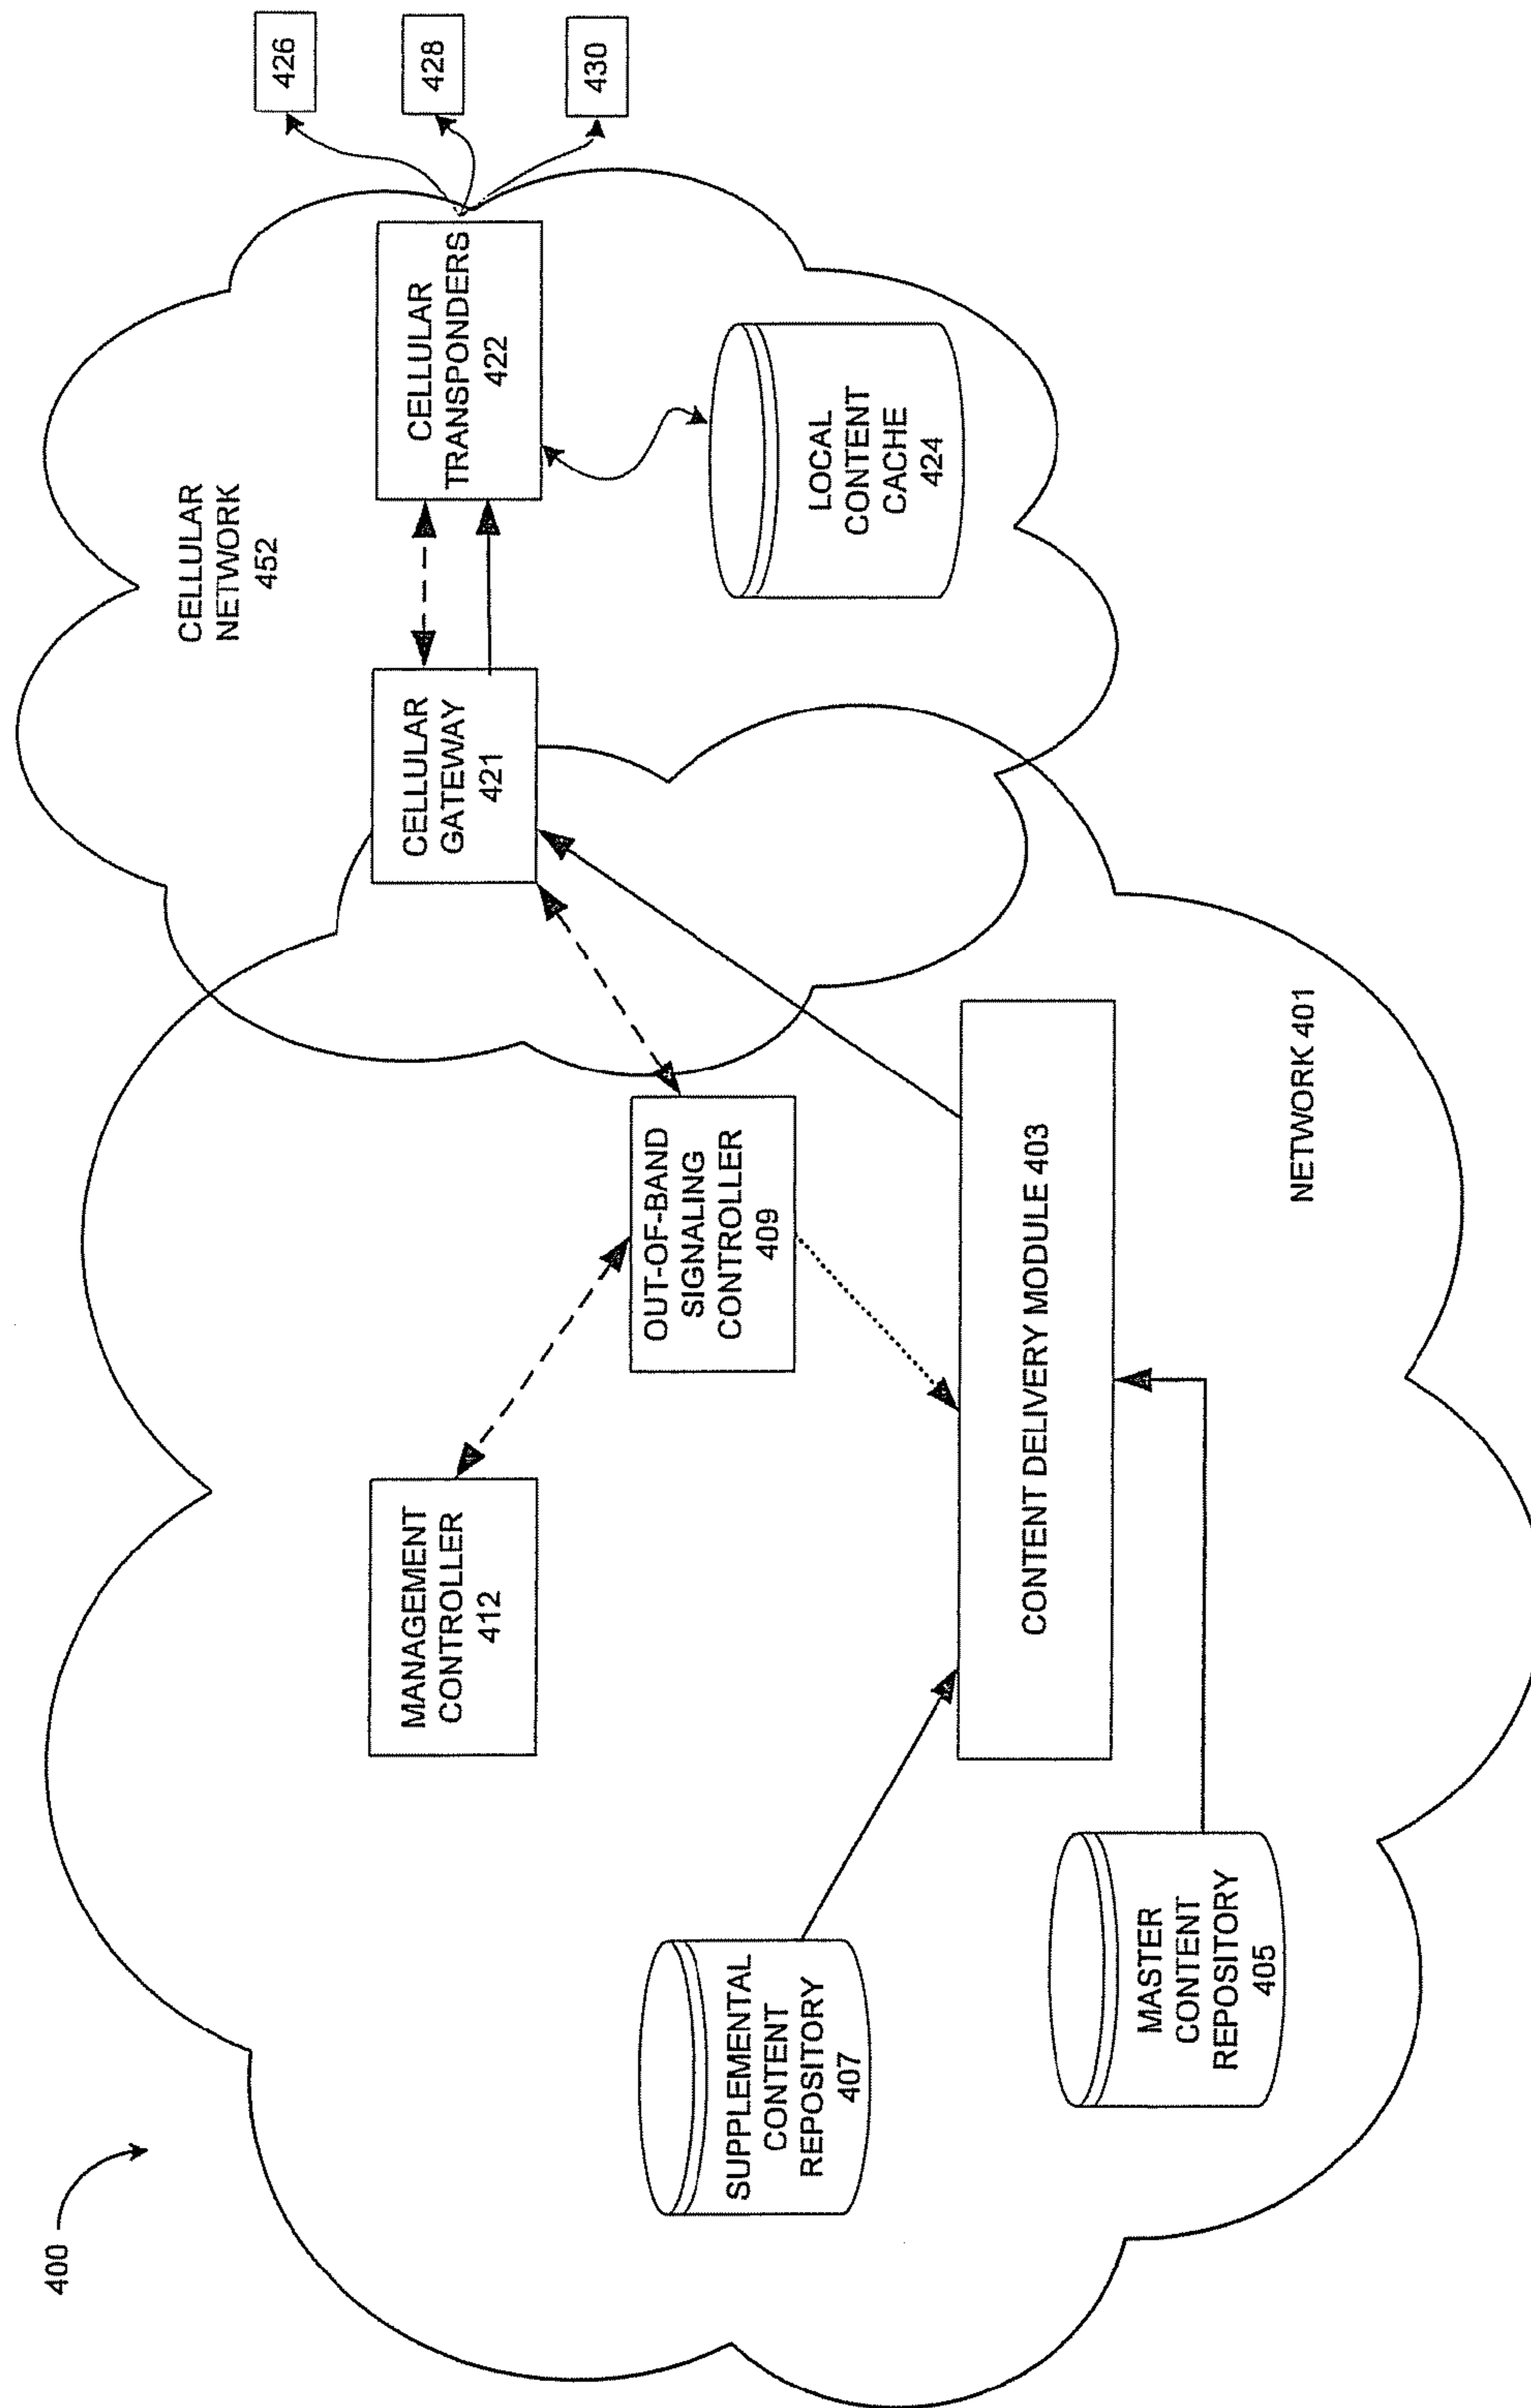 400
CELLULAR
NETWORK
452
MANAGEMENT
CONTROLLER
412
CELLULAR
GATEWAY
421
CELLULAR
TRANSPONDERS
422
426
428
430
SUPPLEMENTAL
CONTENT
REPOSITORY
407
OUT-OF-BAND
SIGNALING
CONTROLLER
409
LOCAL
CONTENT
CACHE
424
CONTENT DELIVERY MODULE 403
MASTER
CONTENT
REPOSITORY
405
NETWORK 401